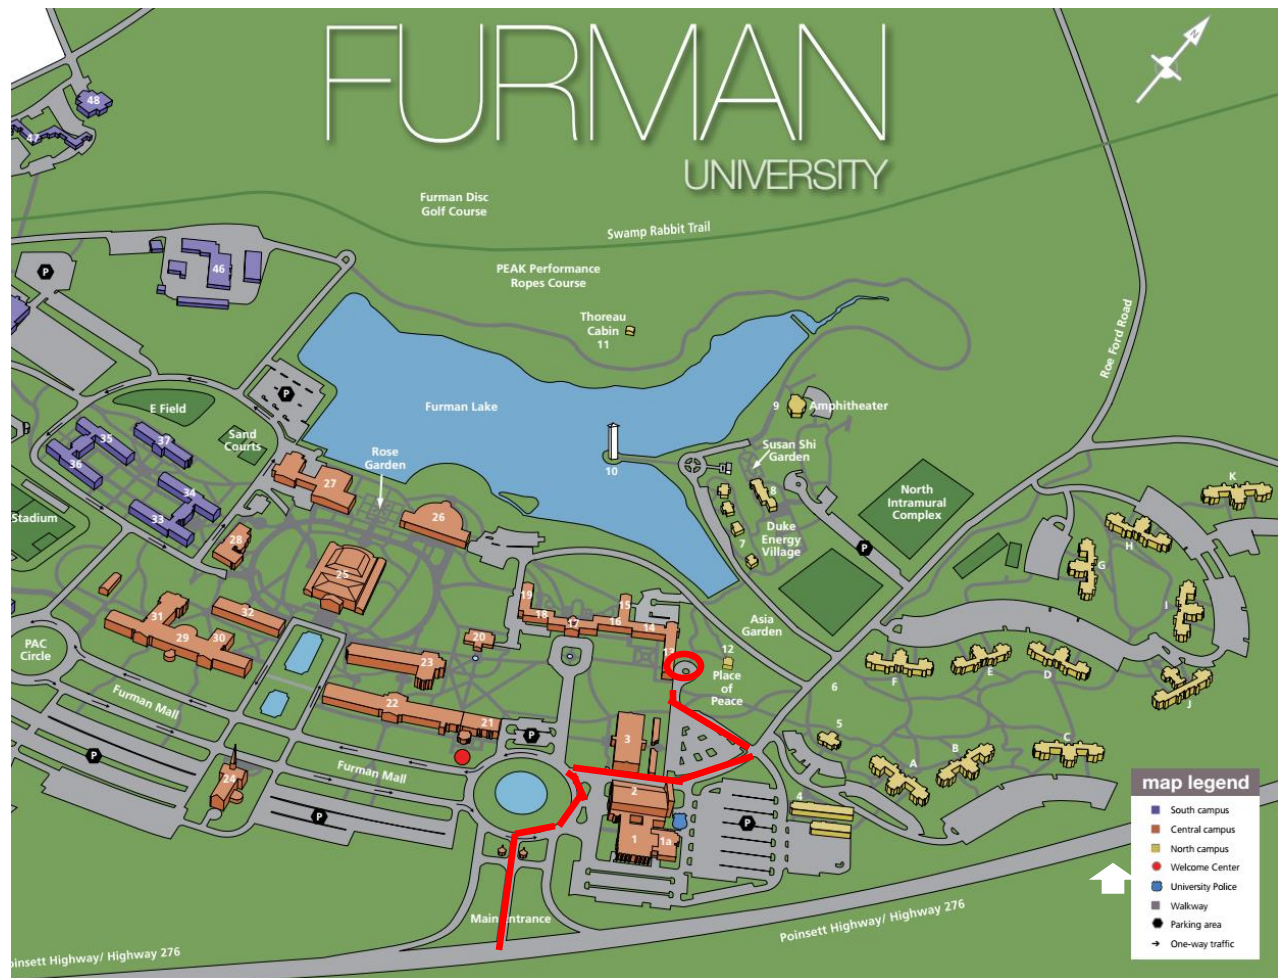 FURMAN
UNIVERSITY
N
48
47
Furman Disc
Golf Course
Swamp Rabbit Trail
46
P
PEAK Performance
Ropes Course
Thoreau
Cabin
11
Roe Ford Road
P
E Field
Furman Lake
9
Amphitheater
35
37
Sand
Courts
36
Rose
Garden
Susan Shi
Garden
10
34
27
8
North
Intramural
Complex
K
33
Stadium
26
7
Duke
Energy
Village
P
H
28
25
G
19
15
I
31
32
18
17
16
14
Asia
Garden
29
30
20
PAC
Circle
23
13
12
Place
of
Peace
F
E
D
6
J
Furman Mall
22
21
5
P
3
C
P
B
A
Furman Mall
24
2
4
P
P
1
1a
map legend
South campus
Central campus
North campus
Welcome Center
University Police
Walkway
P
Parking area
One-way traffic
Main Entrance
Poinsett Highway/ Highway 276
oinsett Highway/ Highway 276